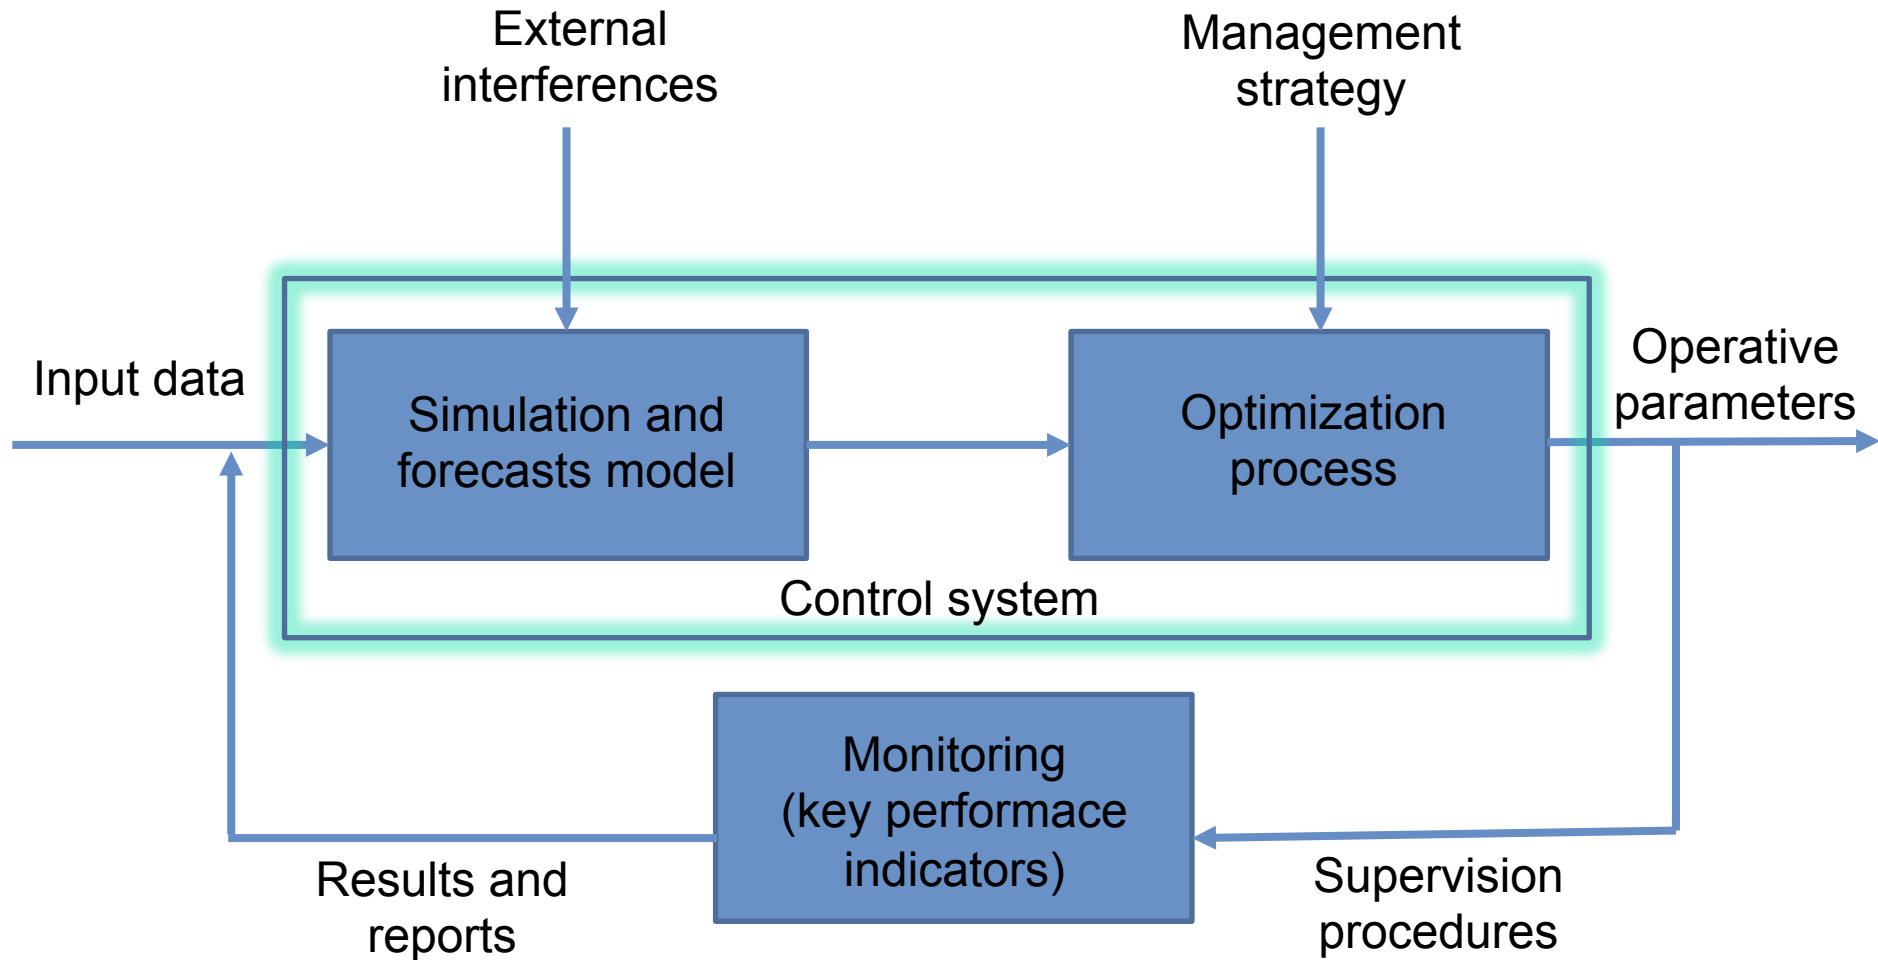 External
interferences
Management
strategy
Input data
Simulation and
forecasts model
Optimization
process
Operative
parameters
Control system
Monitoring
(key performace
indicators)
Results and
reports
Supervision
procedures